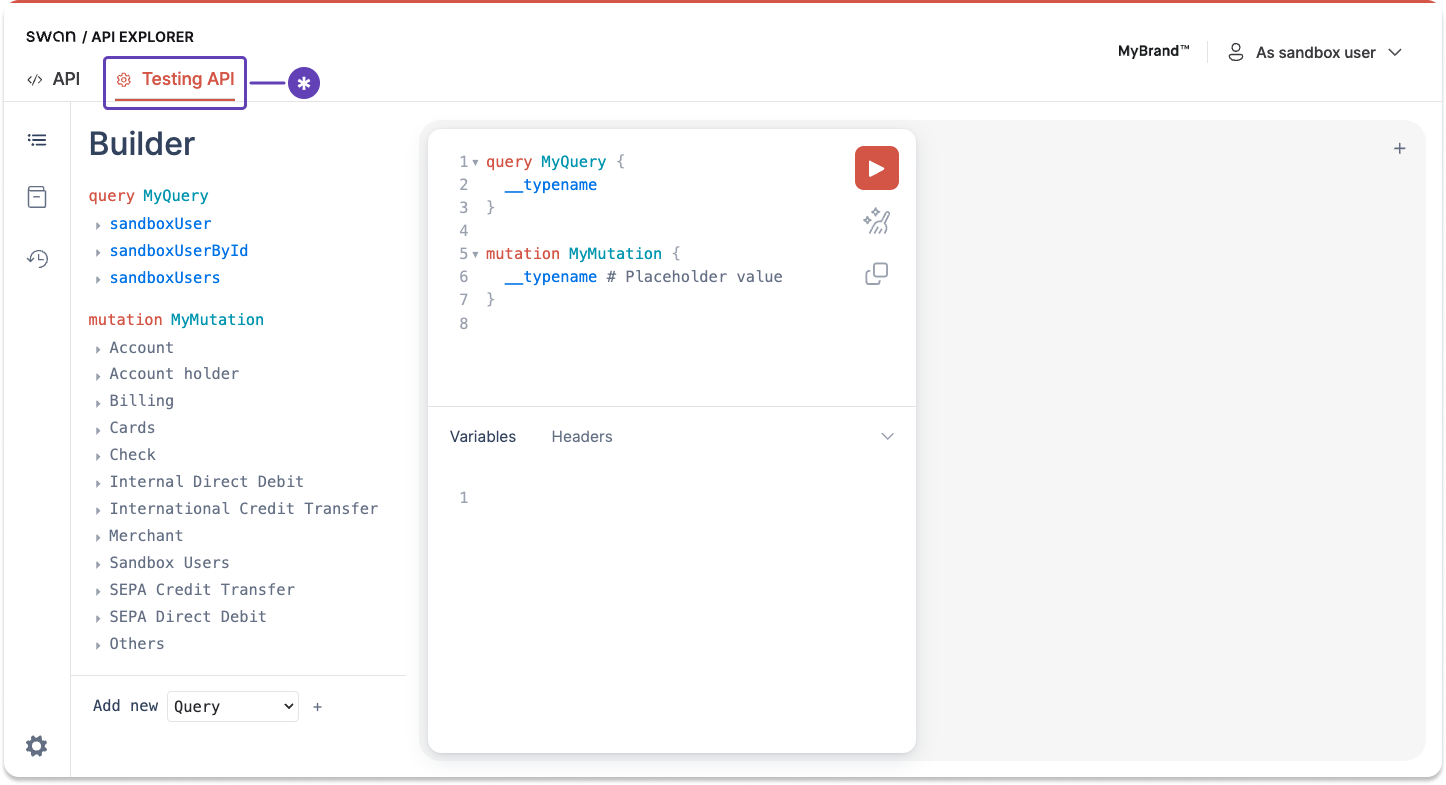 swan / API EXPLORER
MyBrand™
As sandbox user
</> API
Testing API
*
Builder
query MyQuery
sandboxUser
sandboxUserById
sandboxUsers
mutation MyMutation
Account
Account holder
Billing
Cards
Check
Internal Direct Debit
International Credit Transfer
Merchant
Sandbox Users
SEPA Credit Transfer
SEPA Direct Debit
Others
Add new Query +
1 query MyQuery {
2 __typename
3 }
4
5 mutation MyMutation {
6 __typename # Placeholder value
7 }
8
Variables Headers
1
+